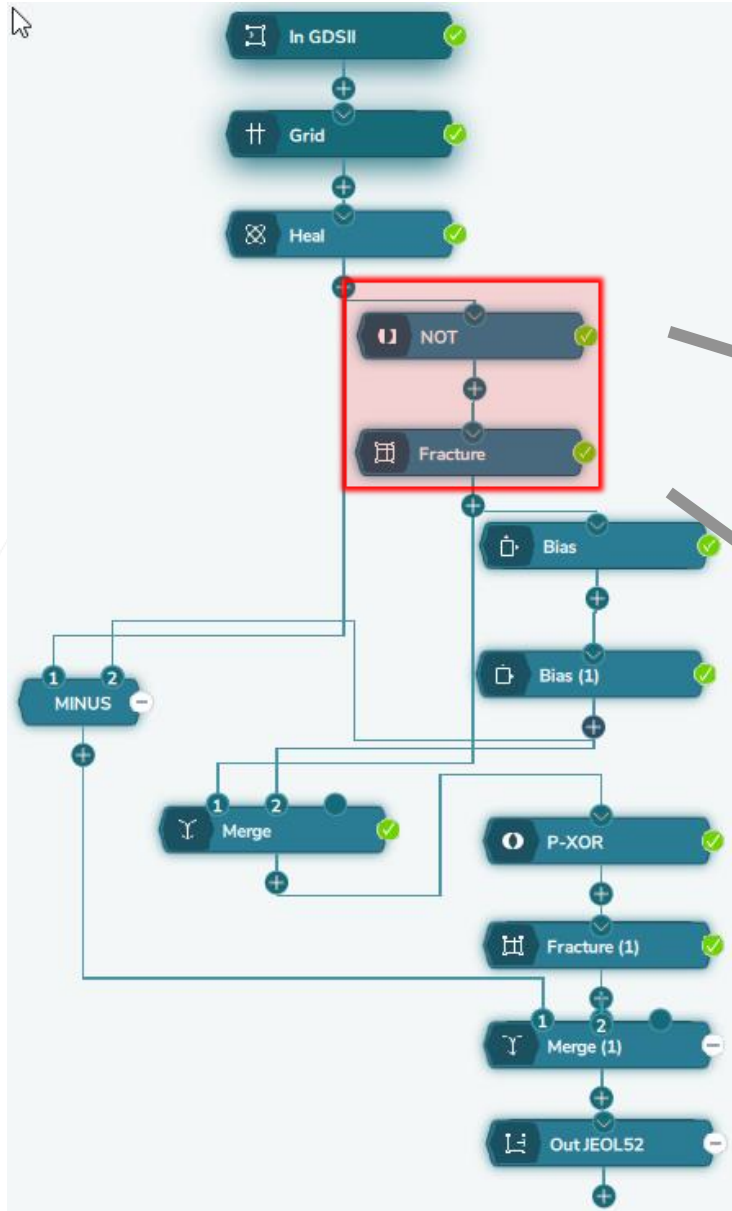 In GDSII
Grid
Heal
NOT
Fracture
Bias
Bias (1)
1 2
MINUS
1 2
Merge
P-XOR
Fracture (1)
1 2
Merge (1)
Out JEOL52